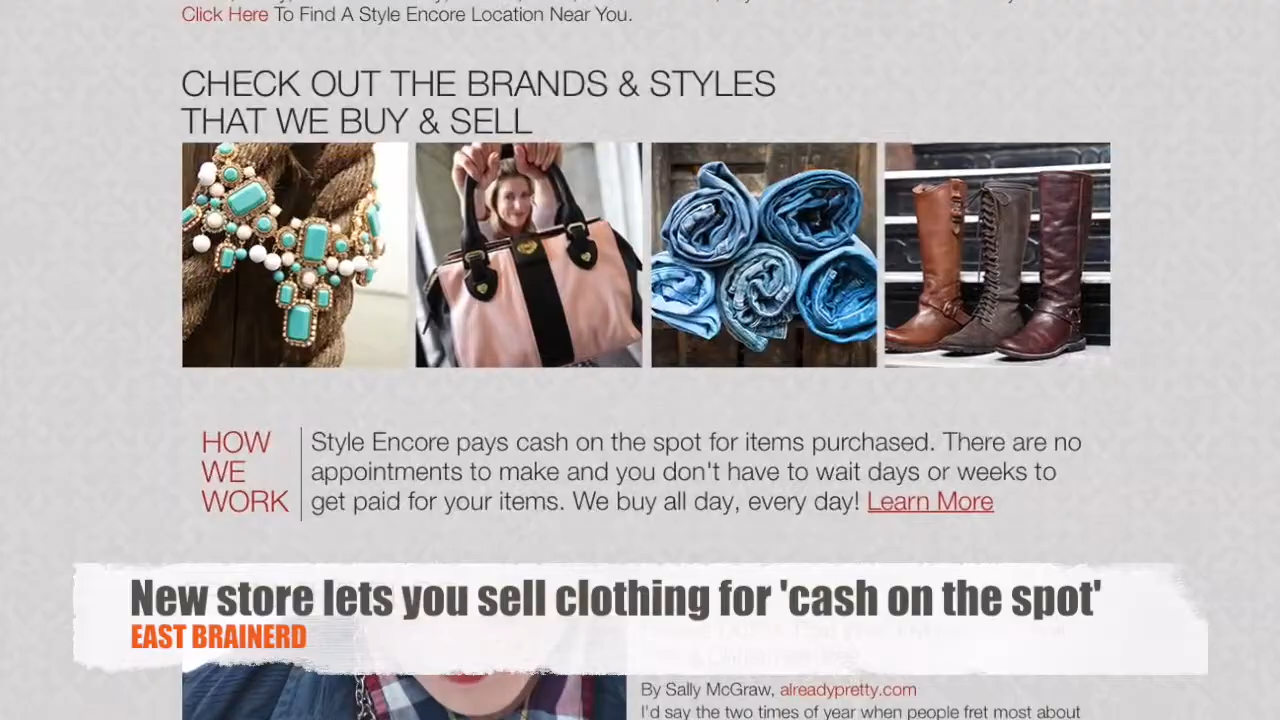 Click Here To Find A Style Encore Location Near You.
CHECK OUT THE BRANDS & STYLES
THAT WE BUY & SELL
HOW
WE
WORK
Style Encore pays cash on the spot for items purchased. There are no
appointments to make and you don't have to wait days or weeks to
get paid for your items. We buy all day, every day! Learn More
New store lets you sell clothing for 'cash on the spot'
EAST BRAINERD
By Sally McGraw, alreadypretty.com
I'd say the two times of year when people fret most about